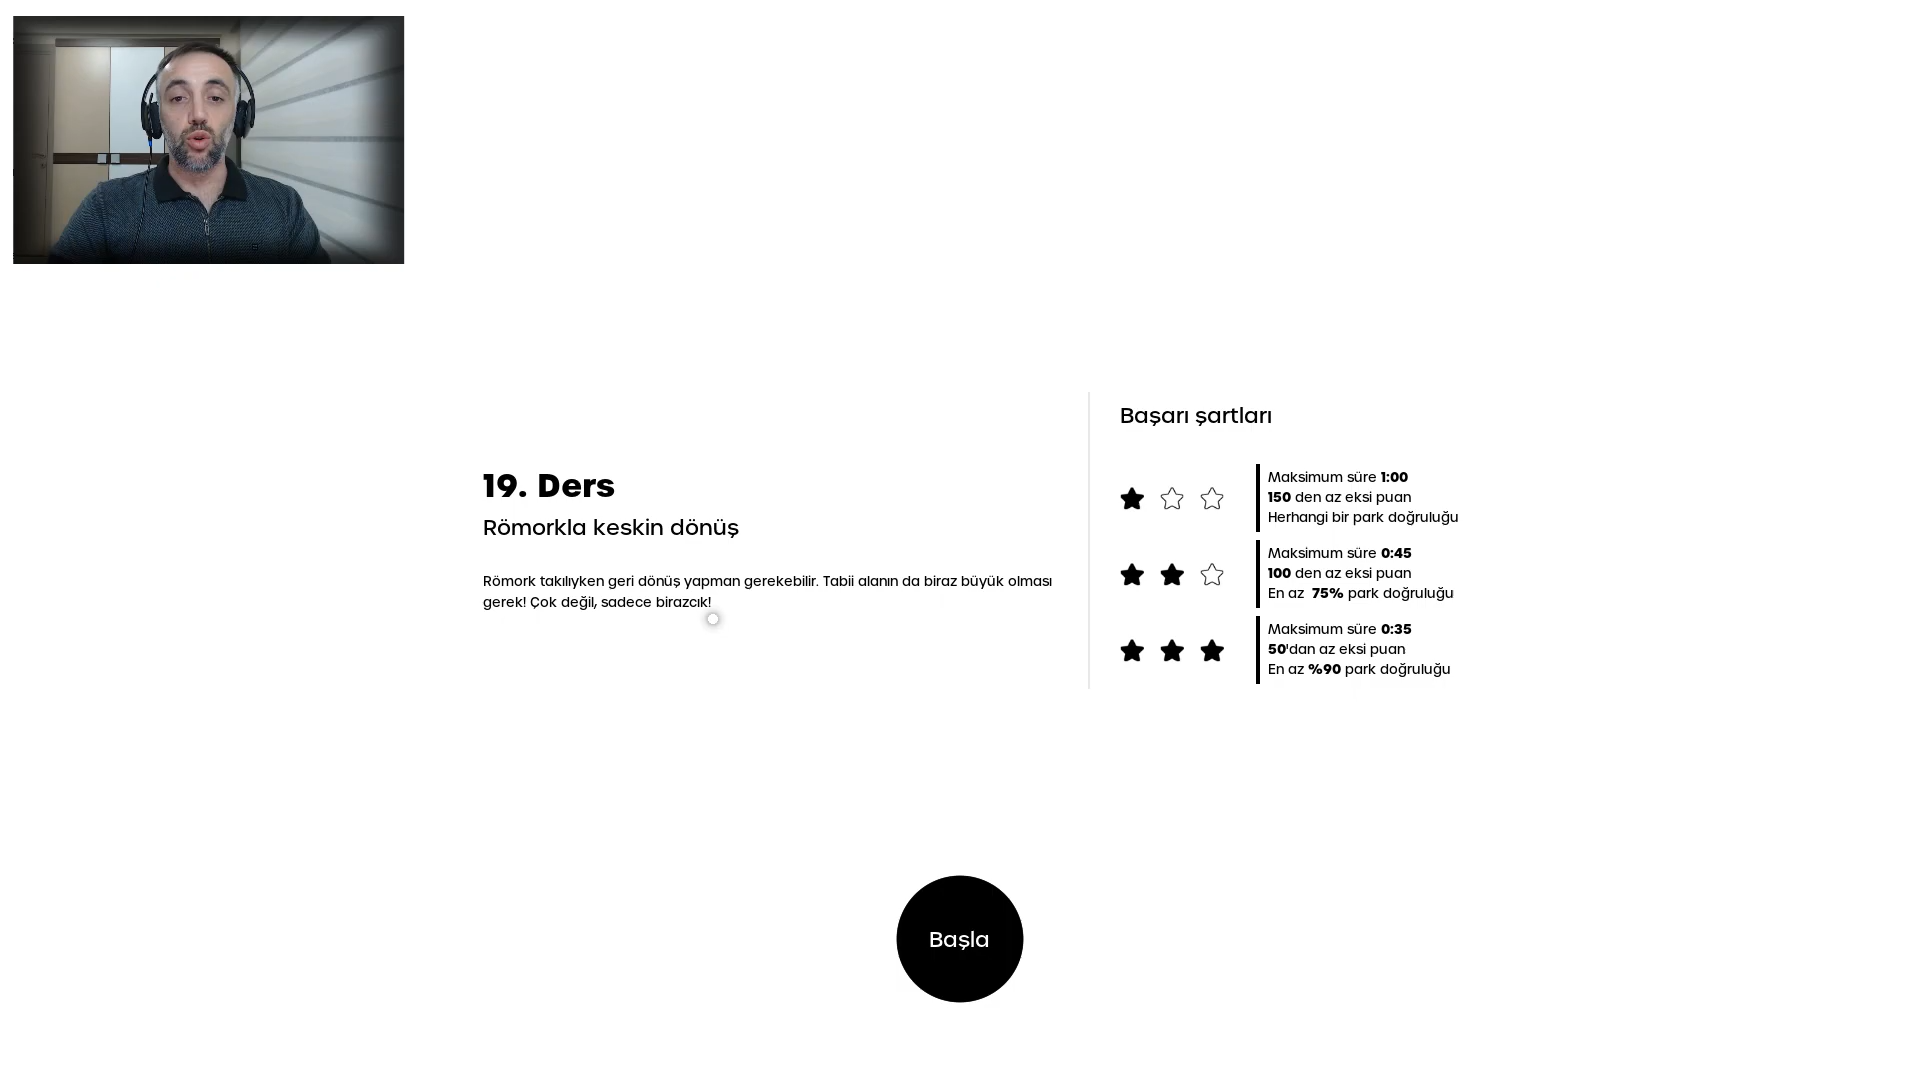 19. Ders
Römorkla keskin dönüş
Römork takılıyken geri dönüş yapman gerekebilir. Tabii alanın da biraz büyük olması
gerek! Çok değil, sadece birazcık!
Başarı şartları
Maksimum süre 1:00
150 den az eksi puan
Herhangi bir park doğruluğu
Maksimum süre 0:45
100 den az eksi puan
En az  75% park doğruluğu
Maksimum süre 0:35
50'dan az eksi puan
En az %90 park doğruluğu
Başla